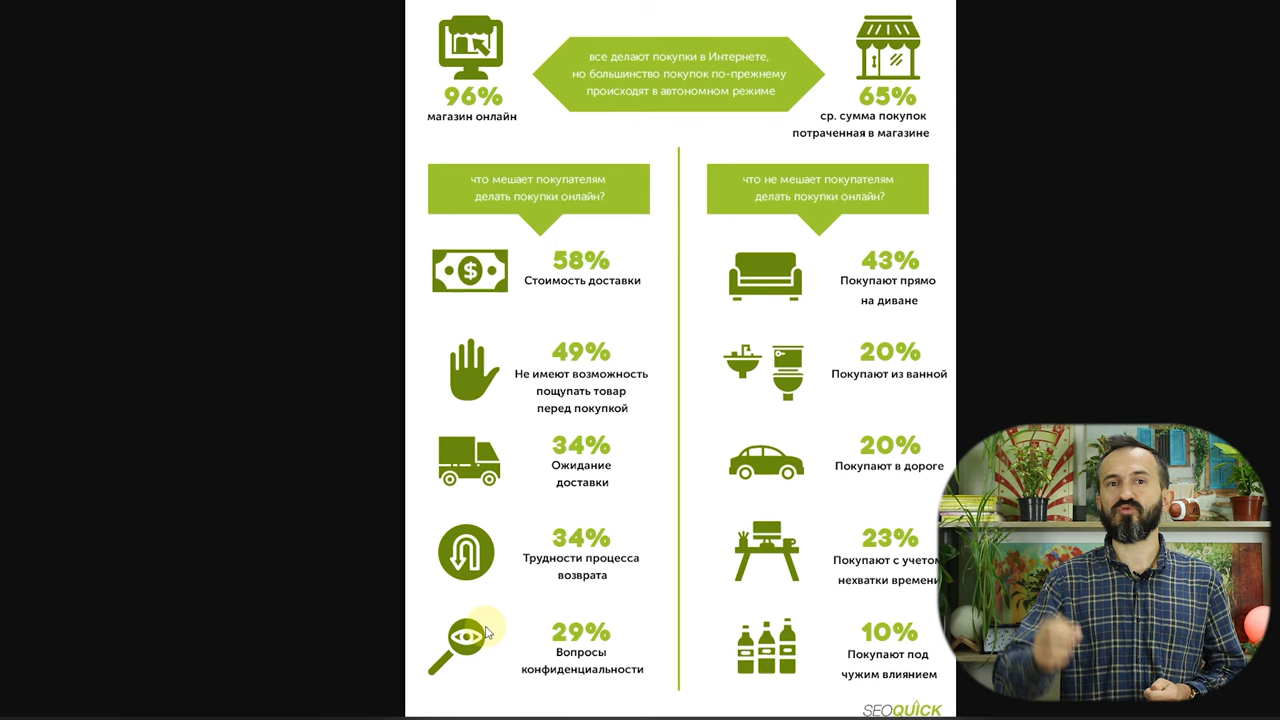 все делают покупки в Интернете,
но большинство покупок по-прежнему
происходят в автономном режиме
96%
магазин онлайн
65%
ср. сумма покупок
потраченная в магазине
что мешает покупателям
делать покупки онлайн?
58%
Стоимость доставки
49%
Не имеют возможность
пощупать товар
перед покупкой
34%
Ожидание
доставки
34%
Трудности процесса
возврата
29%
Вопросы
конфиденциальности
что не мешает покупателям
делать покупки онлайн?
43%
Покупают прямо
на диване
20%
Покупают из ванной
20%
Покупают в дороге
23%
Покупают с учетом
нехватки времени
10%
Покупают под
чужим влиянием
SEOQUICK